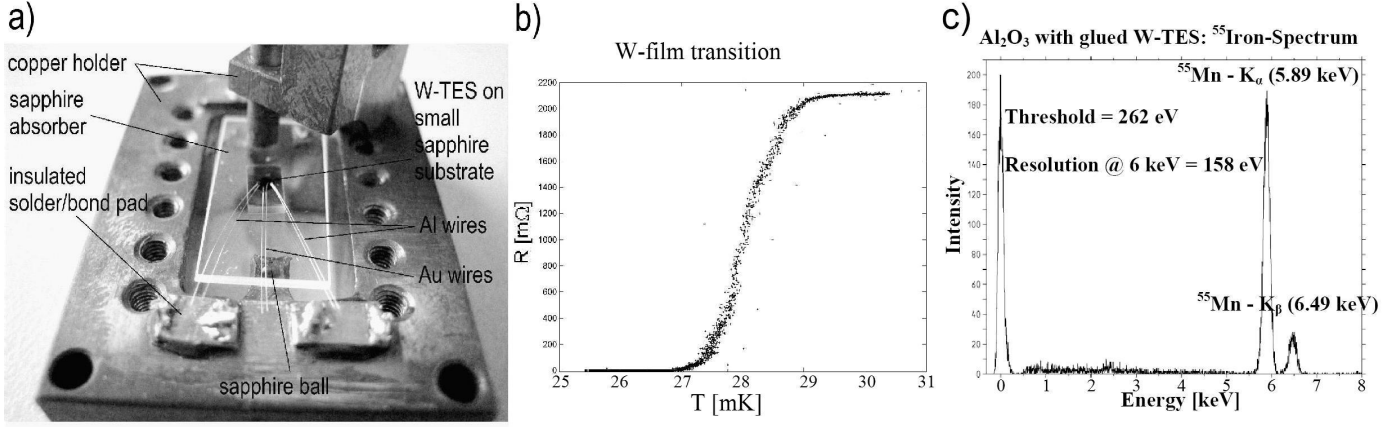 a)
copper holder
sapphire
absorber
insulated
solder/bond pad
W-TES on
small
sapphire
substrate
Al wires
Au wires
sapphire ball
b)
W-film transition
R [mΩ]
2200
2000
1800
1600
1400
1200
1000
800
600
400
200
0
25 26 27 28 29 30 31
T [mK]
c)
Al₂O₃ with glued W-TES: ⁵⁵Iron-Spectrum
⁵⁵Mn - Kα (5.89 keV)
Threshold = 262 eV
Resolution @ 6 keV = 158 eV
⁵⁵Mn - Kβ (6.49 keV)
Intensity
200
180
160
140
120
100
80
60
40
20
0
0 1 2 3 4 5 6 7 8
Energy [keV]